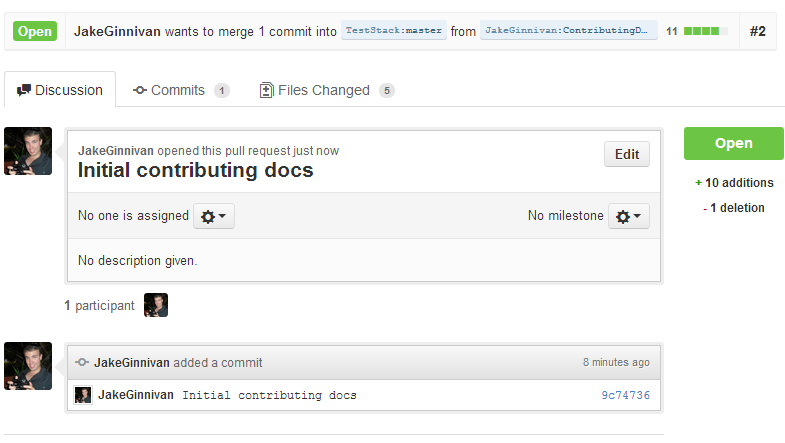 Open JakeGinnivan wants to merge 1 commit into TestStack:master from JakeGinnivan:ContributingD… 11 #2
Discussion Commits 1 Files Changed 5
JakeGinnivan opened this pull request just now
Initial contributing docs
Edit
Open
+ 10 additions
- 1 deletion
No one is assigned
No milestone
No description given.
1 participant
JakeGinnivan added a commit 8 minutes ago
JakeGinnivan Initial contributing docs 9c74736